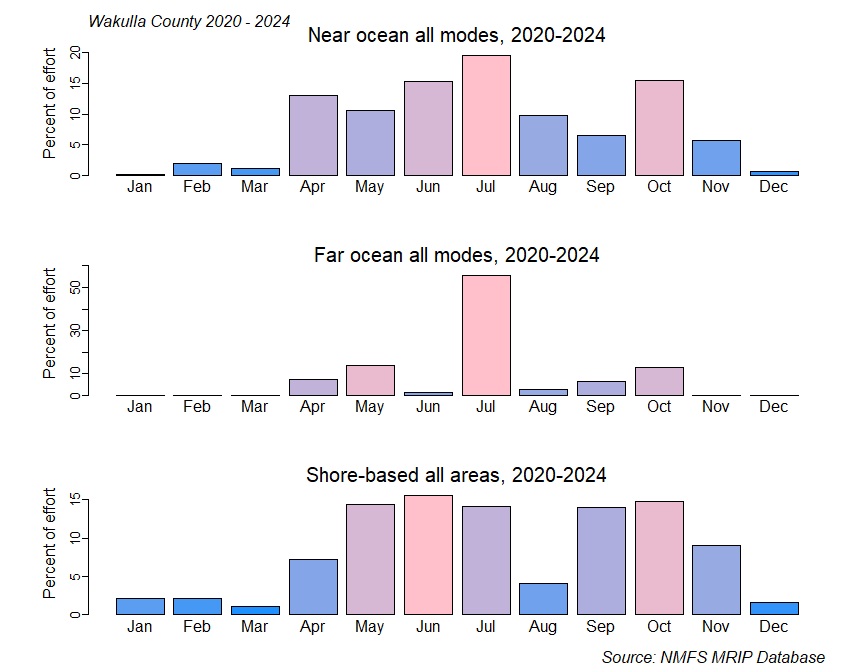 Wakulla County 2020 - 2024
Near ocean all modes, 2020-2024
Percent of effort
0 5 10 15 20
Jan Feb Mar Apr May Jun Jul Aug Sep Oct Nov Dec
Far ocean all modes, 2020-2024
Percent of effort
0 10 30 50
Jan Feb Mar Apr May Jun Jul Aug Sep Oct Nov Dec
Shore-based all areas, 2020-2024
Percent of effort
0 5 10 15
Jan Feb Mar Apr May Jun Jul Aug Sep Oct Nov Dec
Source: NMFS MRIP Database